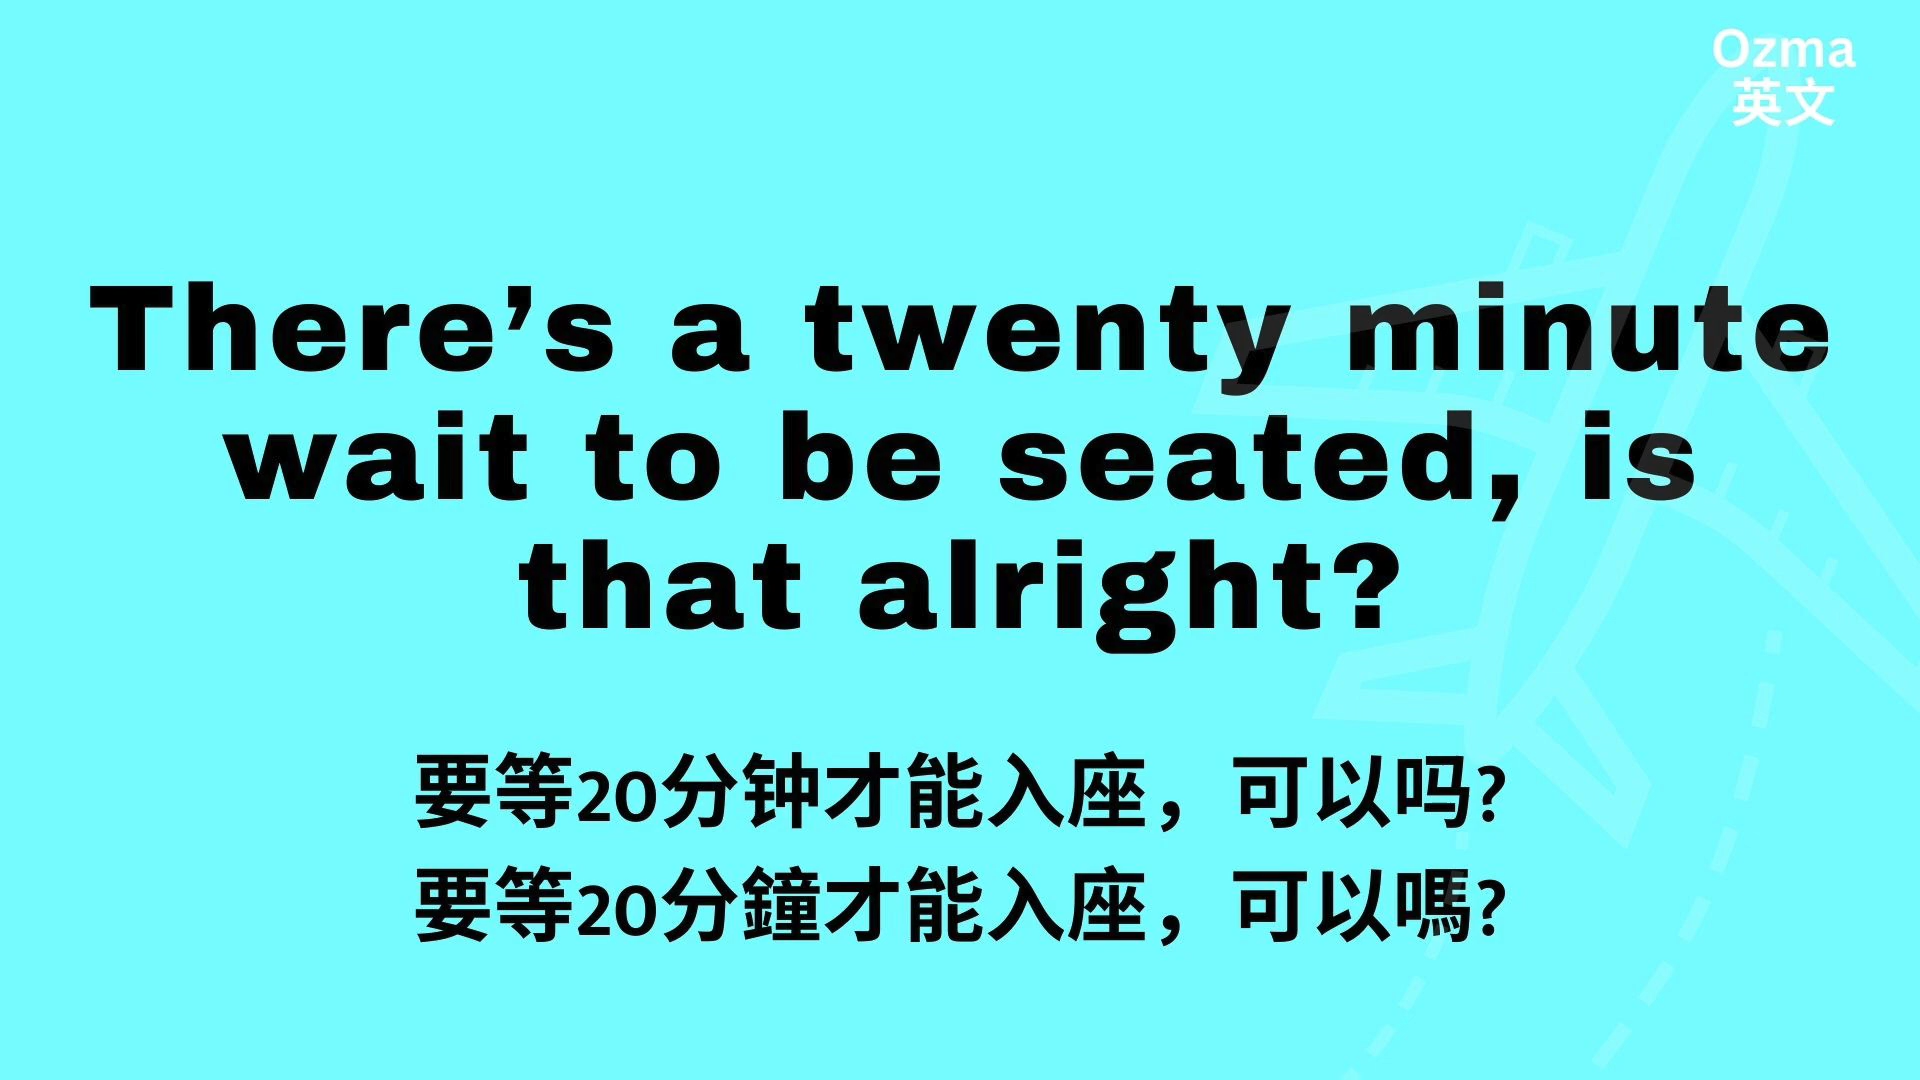 Ozma
英文
There’s a twenty minute
wait to be seated, is
that alright?
要等20分钟才能入座，可以吗?
要等20分鐘才能入座，可以嗎?